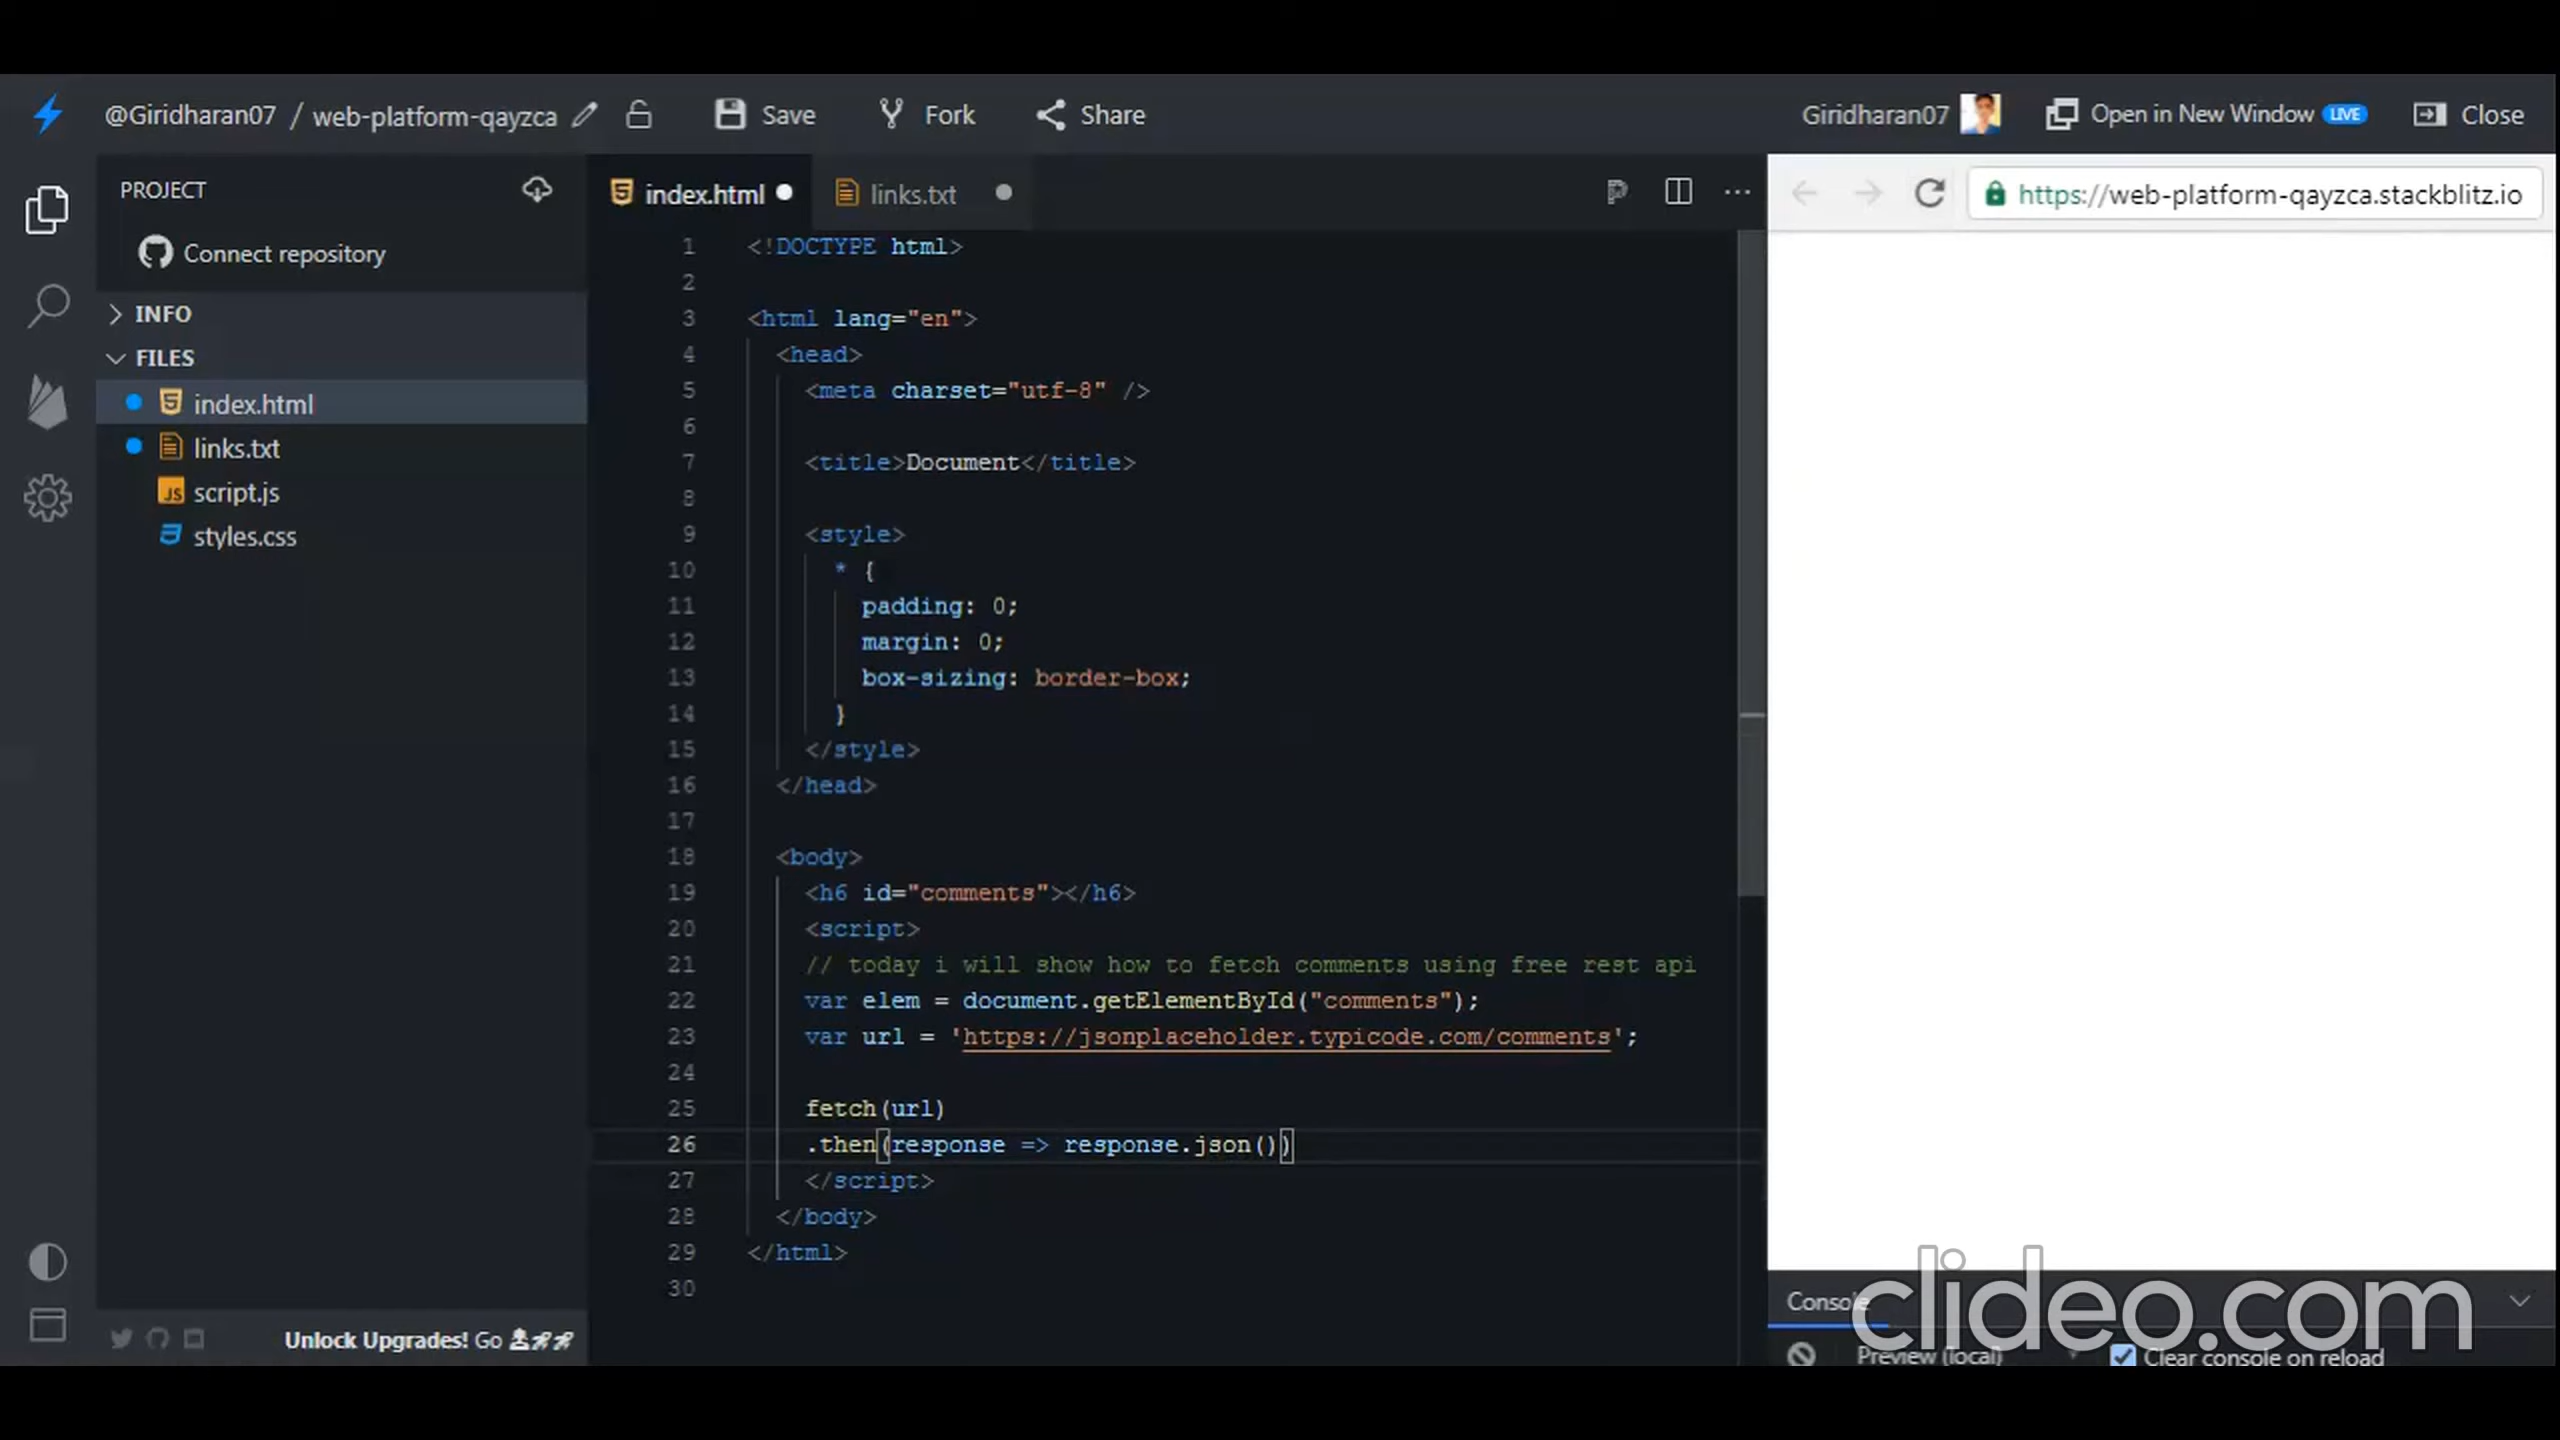 @Giridharan07 / web-platform-qayzca Save Fork Share Giridharan07 Open in New Window LIVE Close
PROJECT
Connect repository
INFO
FILES
index.html
links.txt
script.js
styles.css
Unlock Upgrades! Go
index.html links.txt
1 <!DOCTYPE html>
2
3 <html lang="en">
4 <head>
5 <meta charset="utf-8" />
6
7 <title>Document</title>
8
9 <style>
10 * {
11 padding: 0;
12 margin: 0;
13 box-sizing: border-box;
14 }
15 </style>
16 </head>
17
18 <body>
19 <h6 id="comments"></h6>
20 <script>
21 // today i will show how to fetch comments using free rest api
22 var elem = document.getElementById("comments");
23 var url = 'https://jsonplaceholder.typicode.com/comments';
24
25 fetch(url)
26 .then(response => response.json())
27 </script>
28 </body>
29 </html>
30
https://web-platform-qayzca.stackblitz.io
Console
Preview (local) Clear console on reload
clideo.com